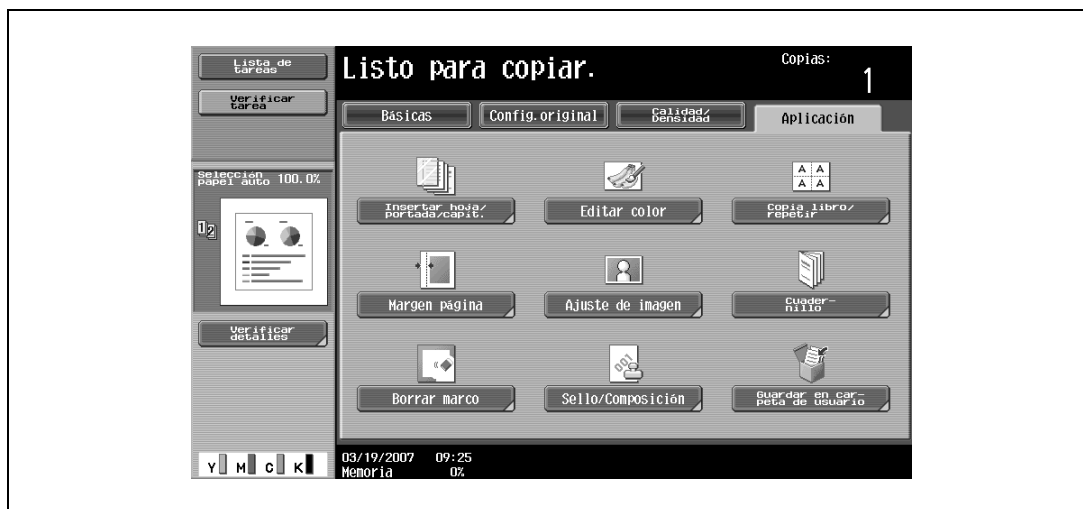 Lista de
tareas
Verificar
tarea
Listo para copiar.
Copias:
1
Básicas
Config.original
Calidad/
Densidad
Aplicación
Selección
papel auto 100.0%
12
Verificar
detalles
Insertar hoja/
portada/capít.
Editar color
Copia libro/
repetir
A A
A A
Margen página
Ajuste de imagen
Cuader-
nillo
Borrar marco
001
Sello/Composición
Guardar en car-
peta de usuario
Y M C K
03/19/2007 09:25
Memoria 0%